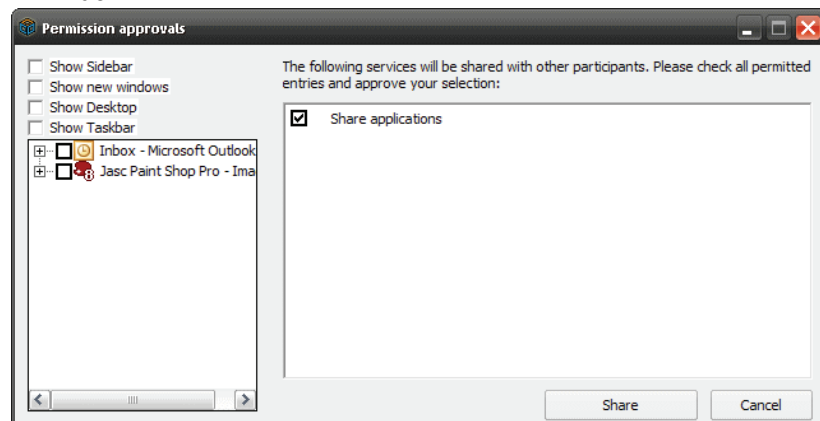 Permission approvals
Show Sidebar
Show new windows
Show Desktop
Show Taskbar
Inbox - Microsoft Outlook
Jasc Paint Shop Pro - Ima
The following services will be shared with other participants. Please check all permitted
entries and approve your selection:
Share applications
Share
Cancel